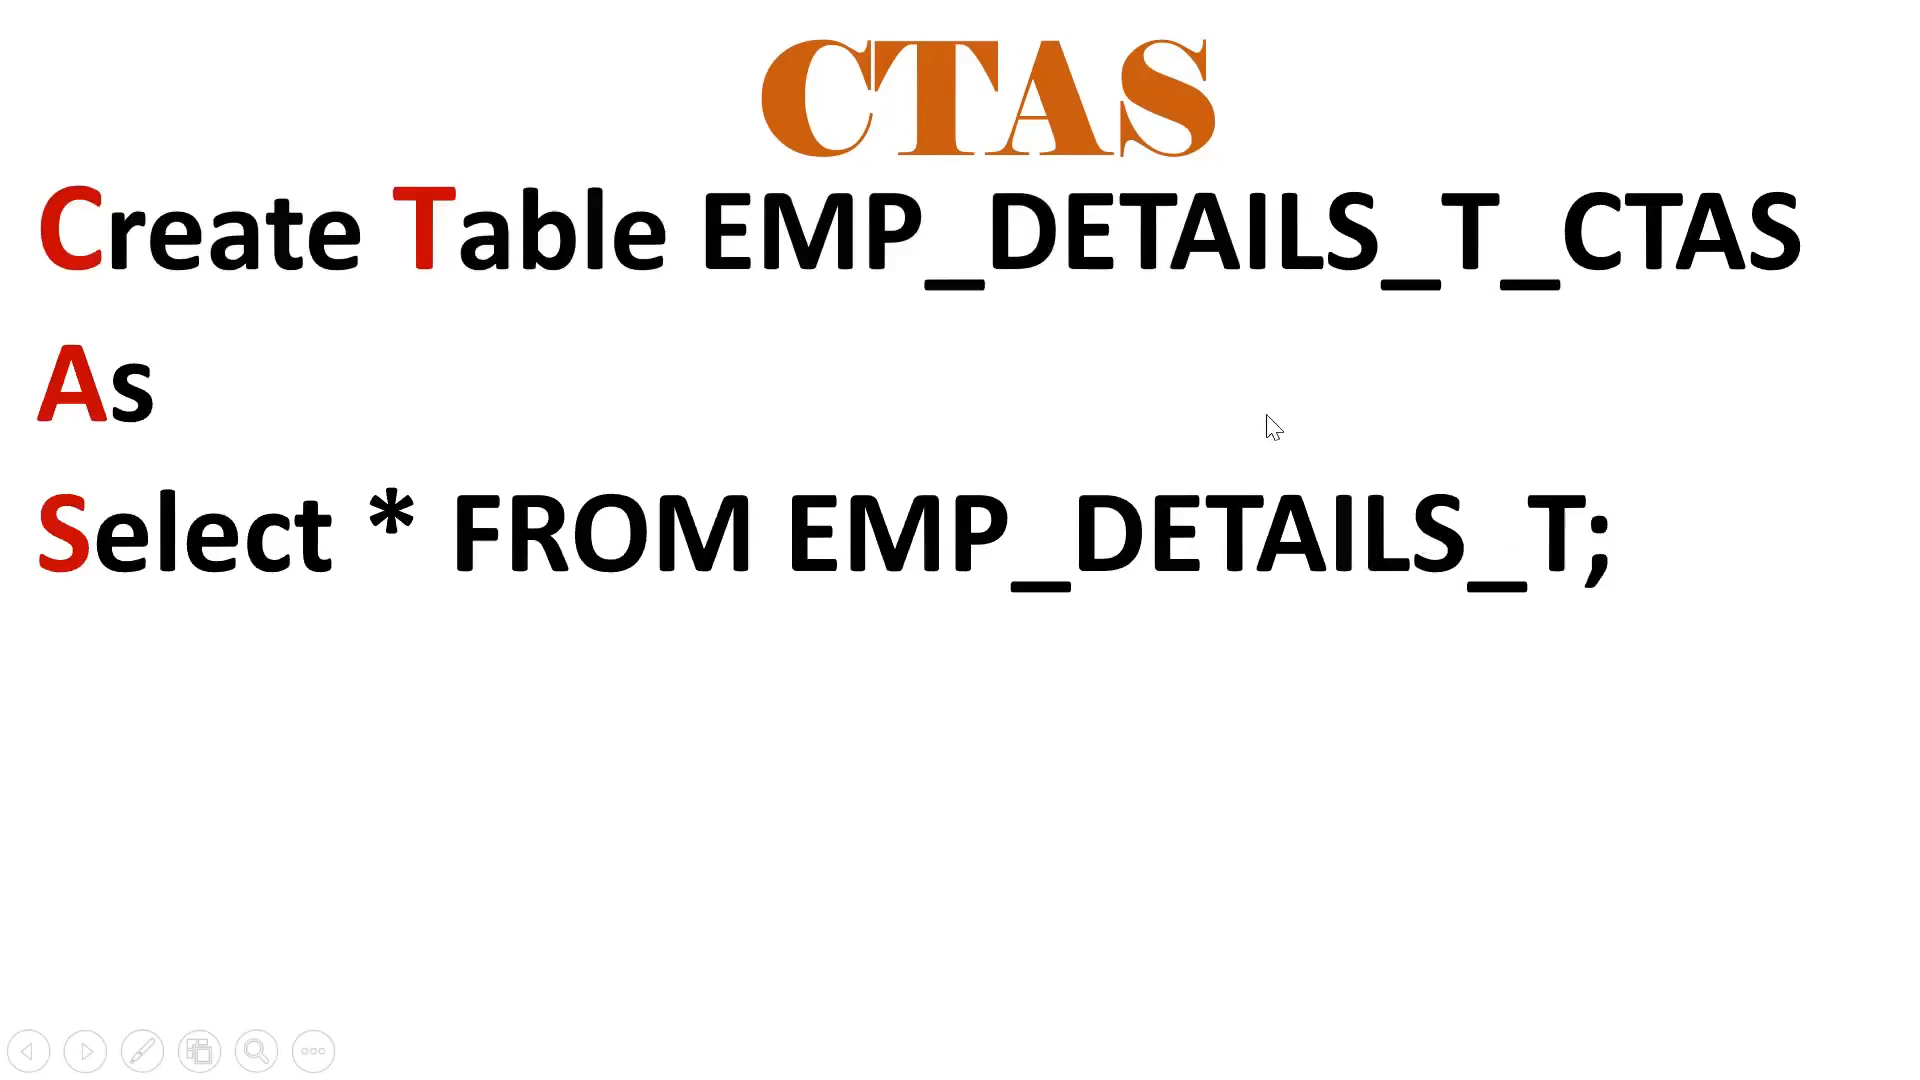 CTAS
Create Table EMP_DETAILS_T_CTAS
As
Select * FROM EMP_DETAILS_T;